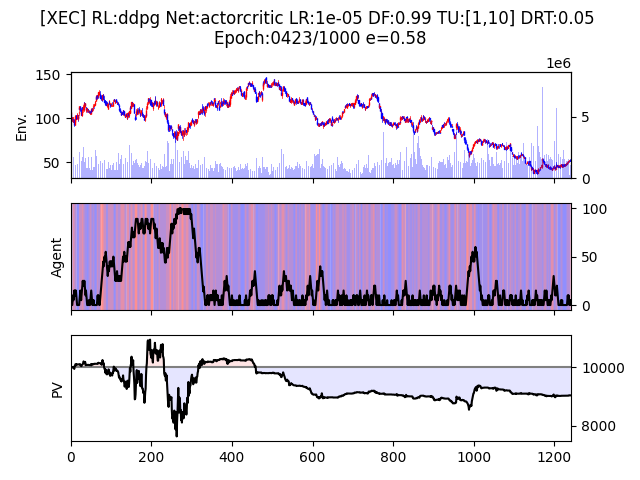 [XEC] RL:ddpg Net:actorcritic LR:1e-05 DF:0.99 TU:[1,10] DRT:0.05
Epoch:0423/1000 e=0.58
1e6
150
100
50
Env.
5
0
Agent
100
50
0
PV
10000
8000
0
200
400
600
800
1000
1200